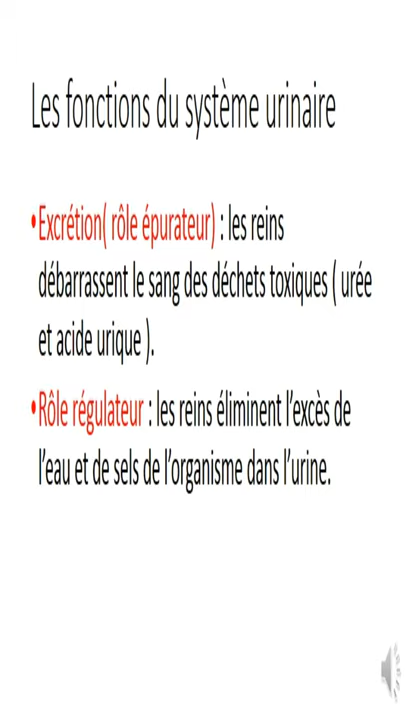 Les fonctions du système urinaire
•Excrétion( rôle épurateur) : les reins
débarrassent le sang des déchets toxiques ( urée
et acide urique ).
•Rôle régulateur : les reins éliminent l’excès de
l’eau et de sels de l’organisme dans l’urine.